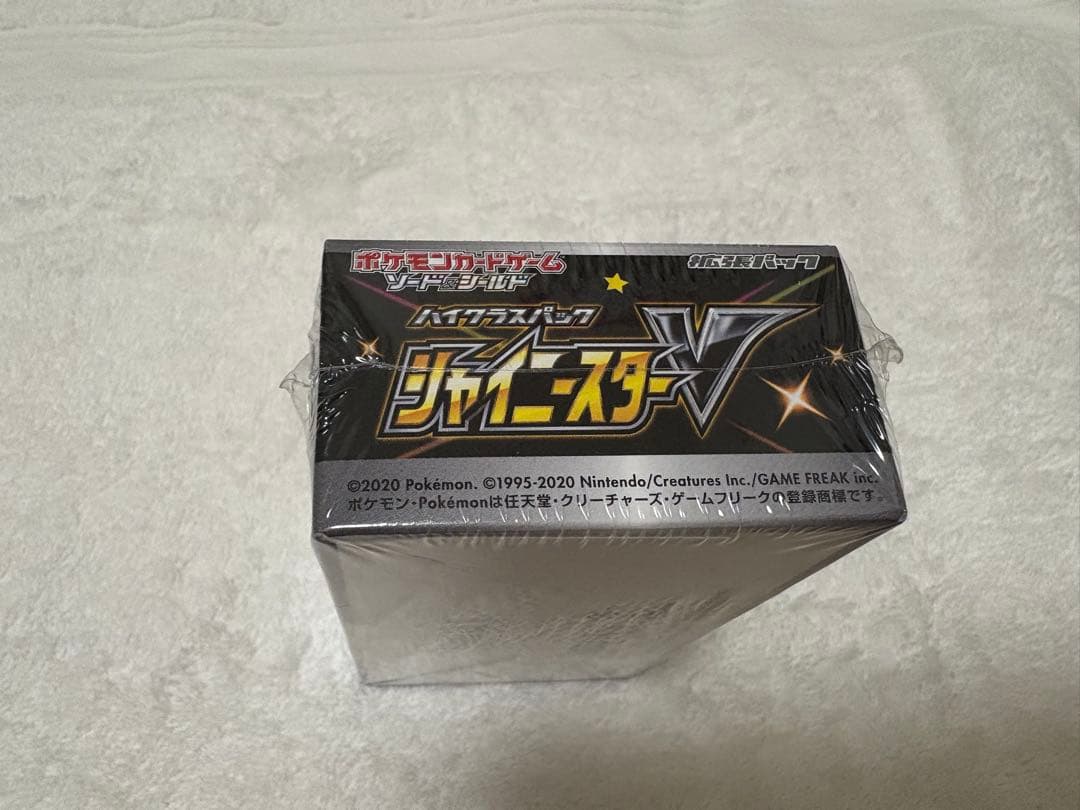 ポケモンカードゲーム 拡張パック
ソード&シールド
ハイクラスパック
シャイニースターV
©2020 Pokémon. ©1995-2020 Nintendo/Creatures Inc./GAME FREAK inc.
ポケモン・Pokémonは任天堂・クリーチャーズ・ゲームフリークの登録商標です。